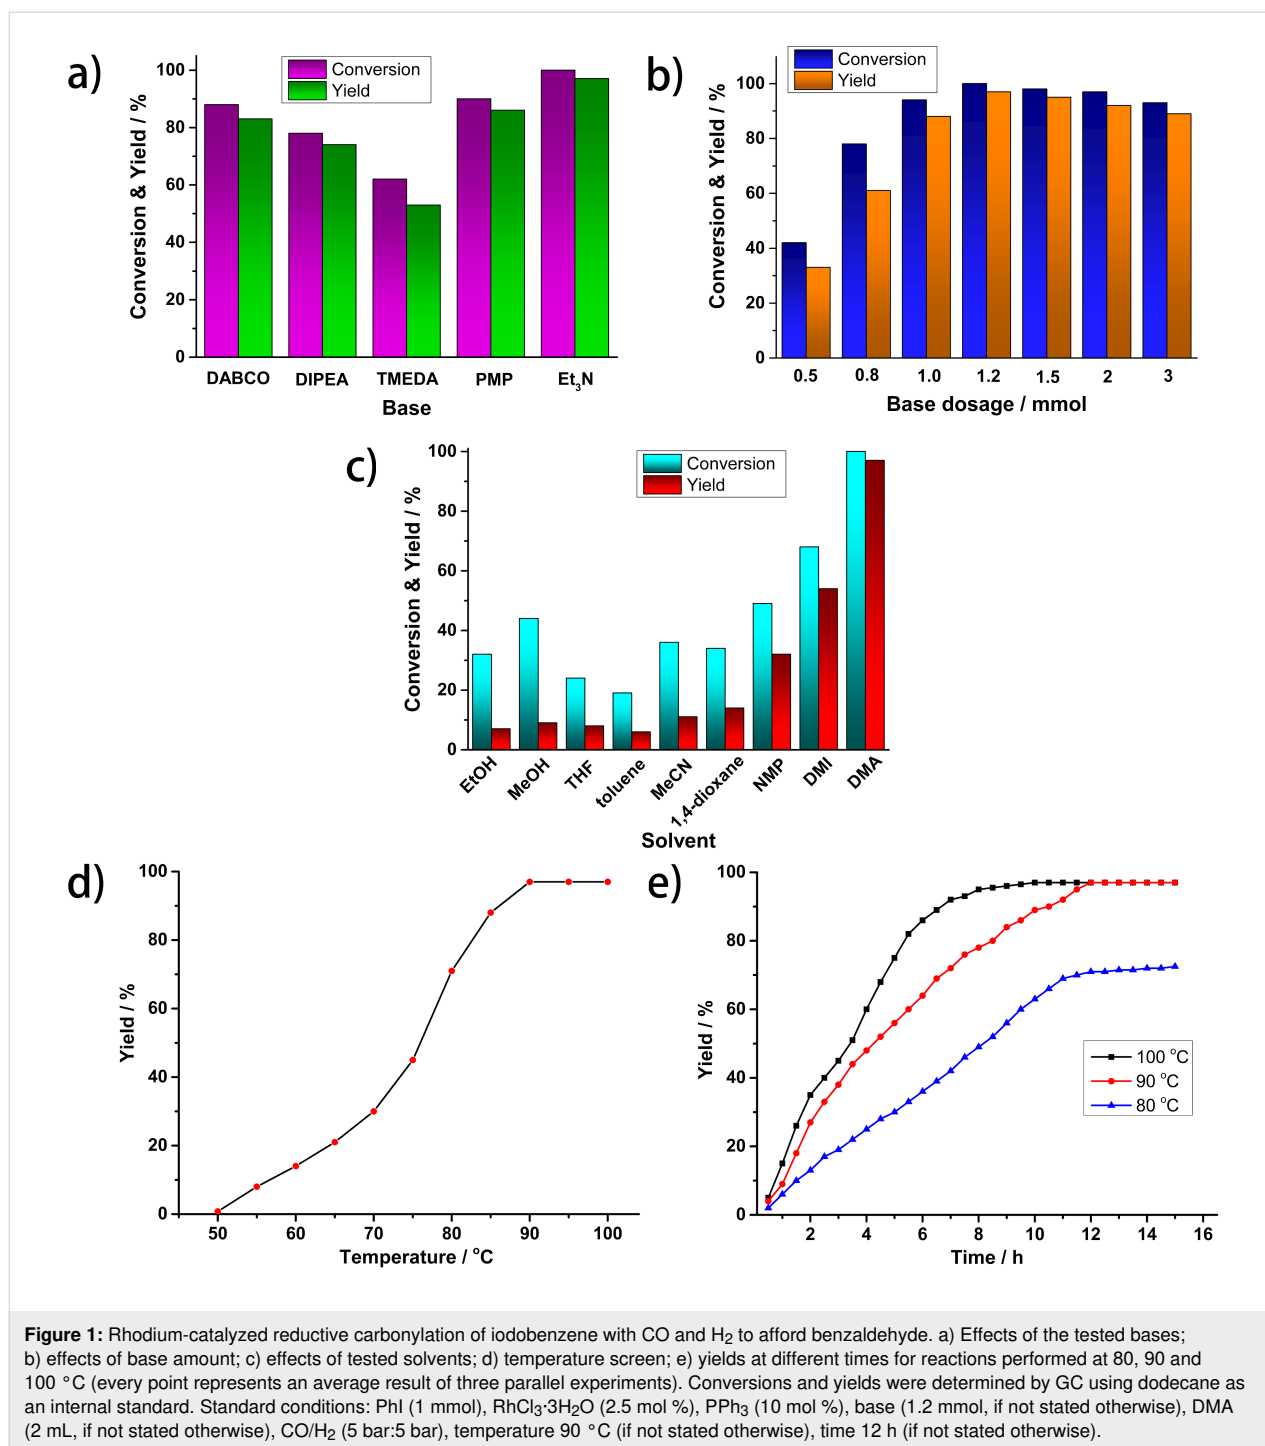 a)
Conversion
Yield
Conversion & Yield / %
100
80
60
40
20
0
DABCO DIPEA TMEDA PMP Et3N
Base
b)
Conversion
Yield
Conversion & Yield / %
100
80
60
40
20
0
0.5 0.8 1.0 1.2 1.5 2 3
Base dosage / mmol
c)
Conversion
Yield
Conversion & Yield / %
100
80
60
40
20
0
EtOH MeOH THF toluene MeCN 1,4-dioxane NMP DMI DMA
Solvent
d)
Yield / %
100
80
60
40
20
0
50 60 70 80 90 100
Temperature / °C
e)
Yield / %
100
80
60
40
20
0
100 °C
90 °C
80 °C
2 4 6 8 10 12 14 16
Time / h
Figure 1: Rhodium-catalyzed reductive carbonylation of iodobenzene with CO and H2 to afford benzaldehyde. a) Effects of the tested bases;
b) effects of base amount; c) effects of tested solvents; d) temperature screen; e) yields at different times for reactions performed at 80, 90 and
100 °C (every point represents an average result of three parallel experiments). Conversions and yields were determined by GC using dodecane as
an internal standard. Standard conditions: PhI (1 mmol), RhCl3·3H2O (2.5 mol %), PPh3 (10 mol %), base (1.2 mmol, if not stated otherwise), DMA
(2 mL, if not stated otherwise), CO/H2 (5 bar:5 bar), temperature 90 °C (if not stated otherwise), time 12 h (if not stated otherwise).